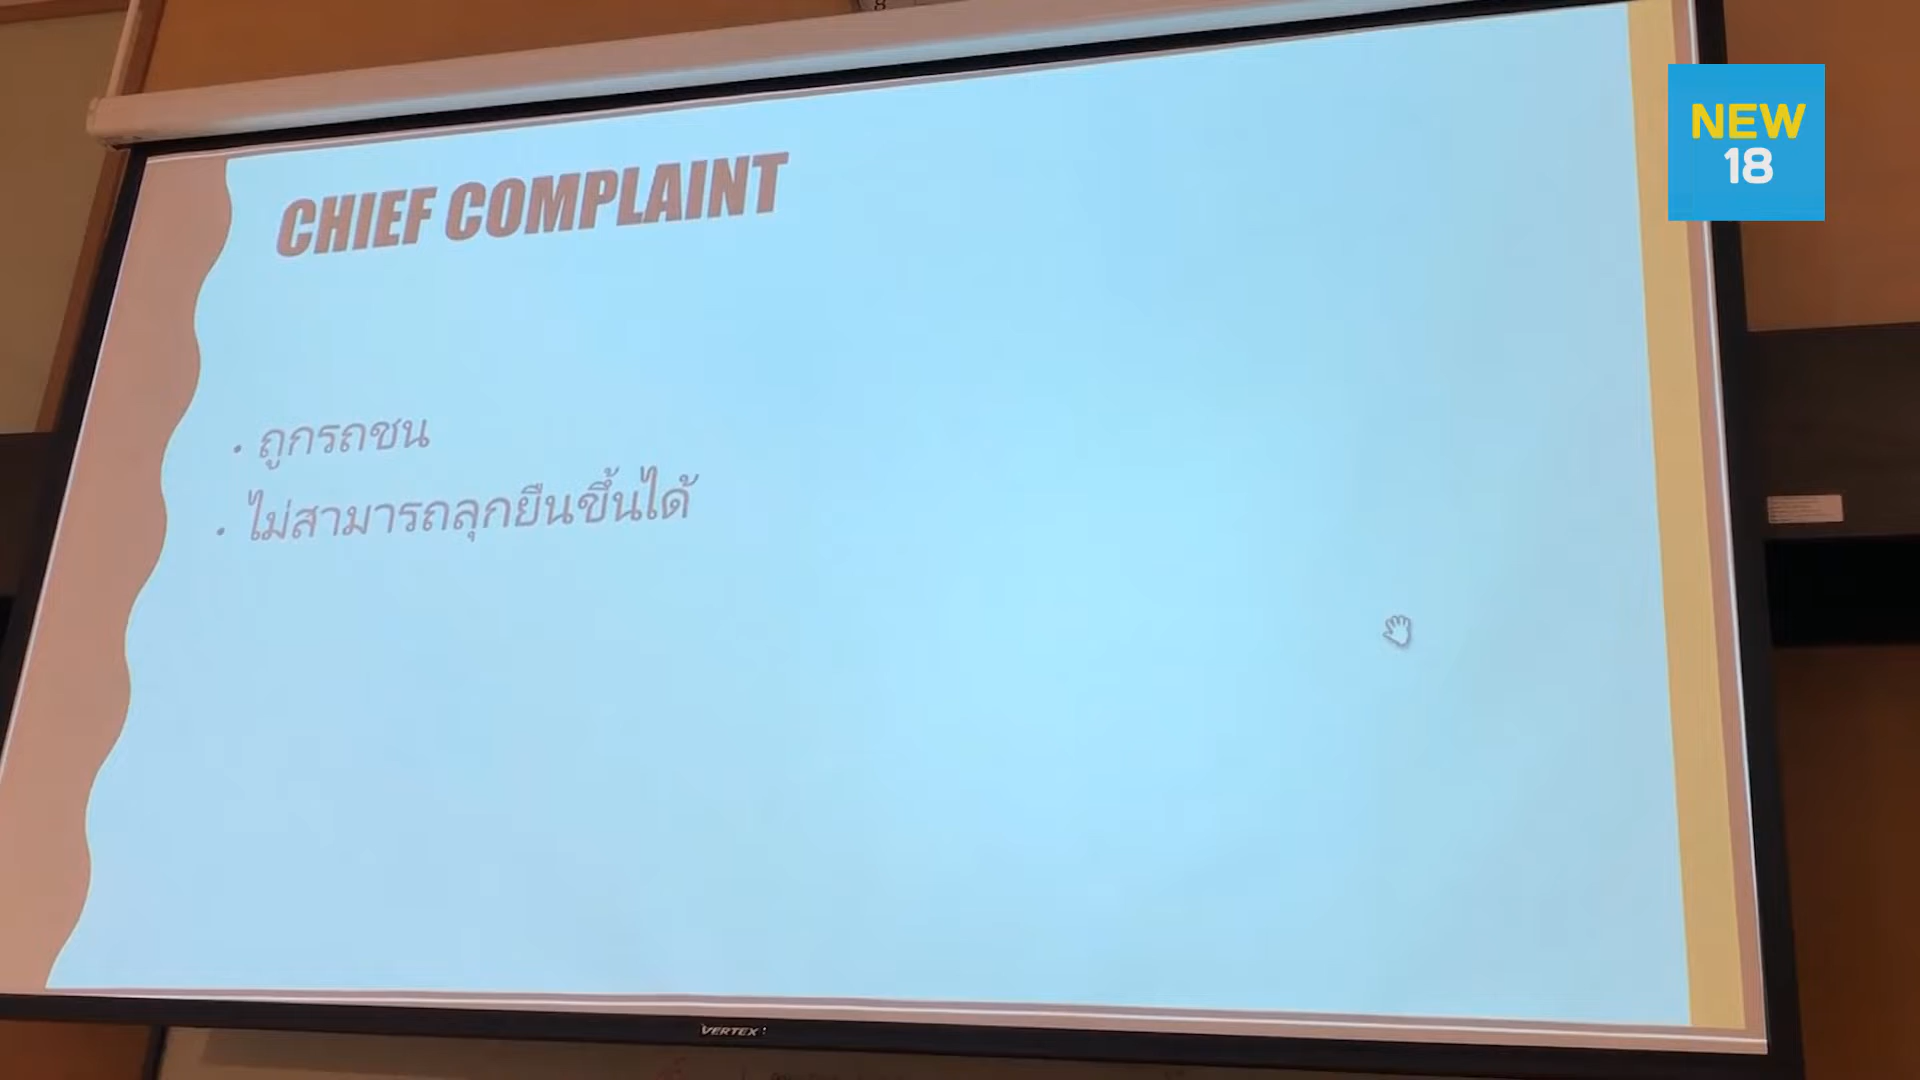 NEW
18
CHIEF COMPLAINT
• ถูกรถชน
• ไม่สามารถลุกยืนขึ้นได้
VERTEX